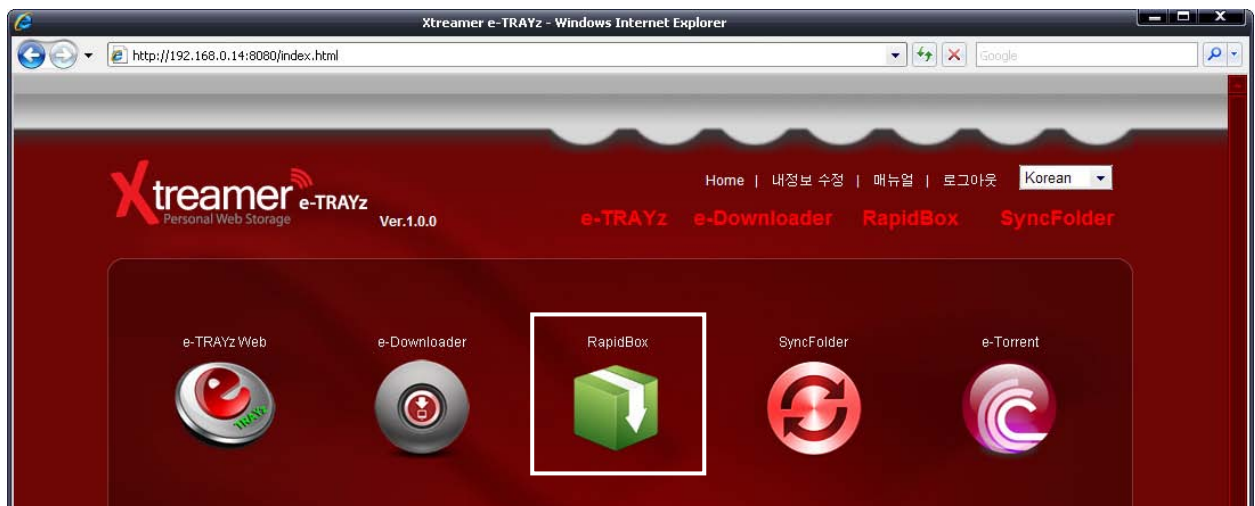 Xtreamer e-TRAYz - Windows Internet Explorer
http://192.168.0.14:8080/index.html
Google
Xtreamer e-TRAYz
Personal Web Storage
Ver.1.0.0
Home | 내정보 수정 | 매뉴얼 | 로그아웃 Korean
e-TRAYz e-Downloader RapidBox SyncFolder
e-TRAYz Web e-Downloader RapidBox SyncFolder e-Torrent
e TRAYz